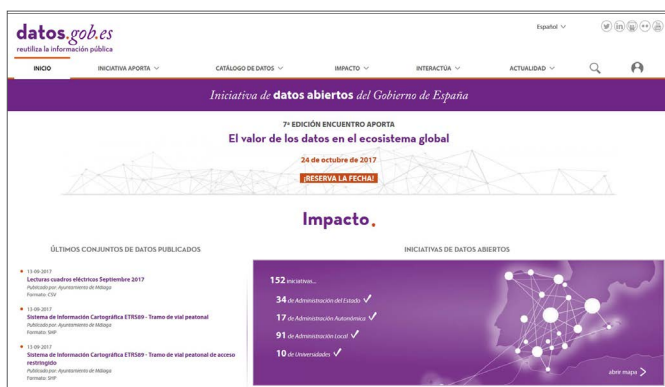 datos.gob.es
reutiliza la información pública
Español
INICIO
INICIATIVA APORTA
CATÁLOGO DE DATOS
IMPACTO
INTERACTÚA
ACTUALIDAD
Iniciativa de datos abiertos del Gobierno de España
7ª EDICIÓN ENCUENTRO APORTA
El valor de los datos en el ecosistema global
24 de octubre de 2017
¡RESERVA LA FECHA!
Impacto.
ÚLTIMOS CONJUNTOS DE DATOS PUBLICADOS
13-09-2017
Lecturas cuadros eléctricos Septiembre 2017
Publicado por: Ayuntamiento de Málaga
Formato: CSV
13-09-2017
Sistema de Información Cartográfica ETRS89 - Tramo de vial peatonal
Publicado por: Ayuntamiento de Málaga
Formato: SHP
13-09-2017
Sistema de Información Cartográfica ETRS89 - Tramo de vial peatonal de acceso
restringido
Publicado por: Ayuntamiento de Málaga
Formato: SHP
INICIATIVAS DE DATOS ABIERTOS
152 iniciativas...
34 de Administración del Estado
17 de Administración Autonómica
91 de Administración Local
10 de Universidades
abrir mapa